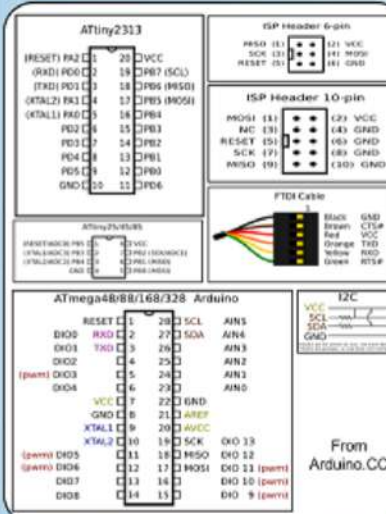 ATtiny2313
(RESET) PA2 1 20 VCC
(RXD) PD0 2 19 PB7 (SCL)
(TXD) PD1 3 18 PB6 (MISO)
(XTAL2) PA1 4 17 PB5 (MOSI)
(XTAL1) PA0 5 16 PB4
PD2 6 15 PB3
PD3 7 14 PB2
PD4 8 13 PB1
PD5 9 12 PB0
GND 10 11 PD6
ISP Header 6-pin
MISO (1) (2) VCC
SCK (3) (4) MOSI
RESET (5) (6) GND
ISP Header 10-pin
MOSI (1) (2) VCC
NC (3) (4) GND
RESET (5) (6) GND
SCK (7) (8) GND
MISO (9) (10) GND
FTDI Cable
1
Black GND
Brown CTS#
Red VCC
Orange TXD
Yellow RXD
Green RTS#
ATtiny25/45/85
ATmega48/88/168/328 Arduino
RESET 1 28 SCL AIN5
DIO0 RXD 2 27 SDA AIN4
DIO1 TXD 3 26 AIN3
DIO2 4 25 AIN2
(pwm) DIO3 5 24 AIN1
DIO4 6 23 AIN0
VCC 7 22 GND
GND 8 21 AREF
XTAL1 9 20 AVCC
XTAL2 10 19 SCK DIO 13
(pwm) DIO5 11 18 MISO DIO 12
(pwm) DIO6 12 17 MOSI DIO 11 (pwm)
DIO7 13 16 DIO 10 (pwm)
DIO8 14 15 DIO 9 (pwm)
I2C
VCC
SCL
SDA
GND
From
Arduino.CC